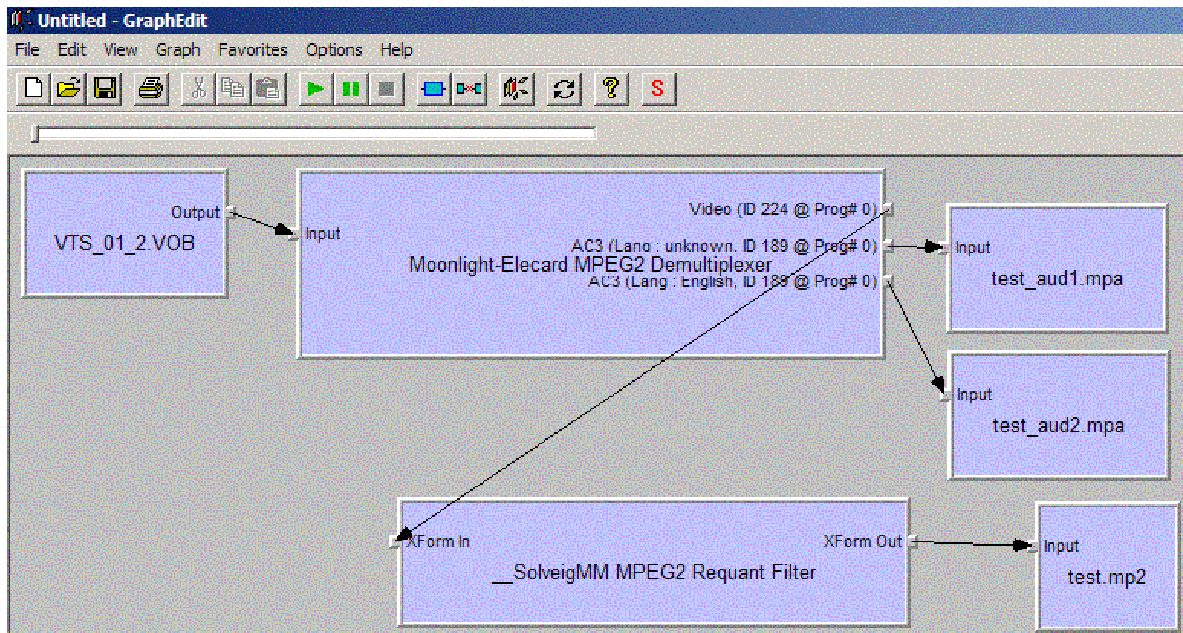 Untitled - GraphEdit
File Edit View Graph Favorites Options Help
S
Output
VTS_01_2.VOB
Input
Video (ID 224 @ Prog# 0)
AC3 (Lang : unknown, ID 189 @ Prog# 0)
Moonlight-Elecard MPEG2 Demultiplexer
AC3 (Lang : English, ID 189 @ Prog# 0)
Input
test_aud1.mpa
Input
test_aud2.mpa
XForm In
XForm Out
__SolveigMM MPEG2 Requant Filter
Input
test.mp2